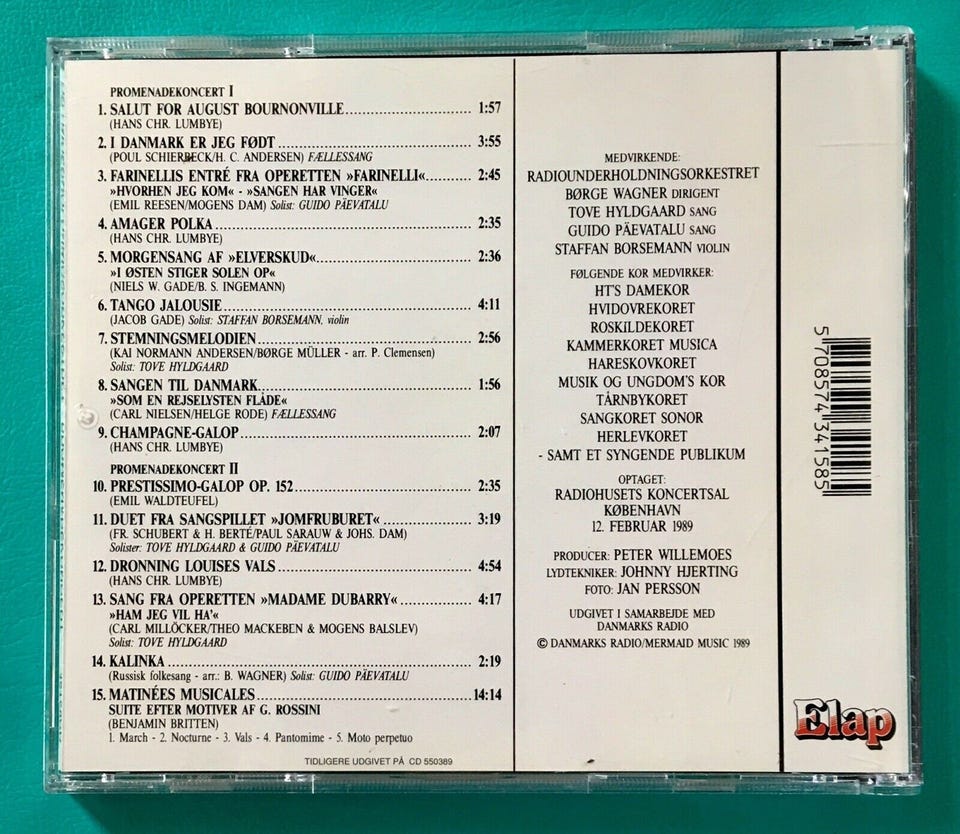 PROMENADEKONCERT I
1. SALUT FOR AUGUST BOURNONVILLE 1:57
(HANS CHR. LUMBYE)
2. I DANMARK ER JEG FØDT 3:55
(POUL SCHIERBECK/H. C. ANDERSEN) FÆLLESSANG
3. FARINELLIS ENTRÉ FRA OPERETTEN »FARINELLI« 2:45
»HVORHEN JEG KOM« - »SANGEN HAR VINGER«
(EMIL REESEN/MOGENS DAM) Solist: GUIDO PÄEVATALU
4. AMAGER POLKA 2:35
(HANS CHR. LUMBYE)
5. MORGENSANG AF »ELVERSKUD« 2:36
»I ØSTEN STIGER SOLEN OP«
(NIELS W. GADE/B. S. INGEMANN)
6. TANGO JALOUSIE 4:11
(JACOB GADE) Solist: STAFFAN BORSEMANN, violin
7. STEMNINGSMELODIEN 2:56
(KAI NORMANN ANDERSEN/BØRGE MÜLLER - arr. P. Clemensen)
Solist: TOVE HYLDGAARD
8. SANGEN TIL DANMARK 1:56
»SOM EN REJSELYSTEN FLÅDE«
(CARL NIELSEN/HELGE RODE) FÆLLESSANG
9. CHAMPAGNE-GALOP 2:07
(HANS CHR. LUMBYE)
PROMENADEKONCERT II
10. PRESTISSIMO-GALOP OP. 152 2:35
(EMIL WALDTEUFEL)
11. DUET FRA SANGSPILLET »JOMFRUBURET« 3:19
(FR. SCHUBERT & H. BERTÉ/PAUL SARAUW & JOHS. DAM)
Solister: TOVE HYLDGAARD & GUIDO PÄEVATALU
12. DRONNING LOUISES VALS 4:54
(HANS CHR. LUMBYE)
13. SANG FRA OPERETTEN »MADAME DUBARRY« 4:17
»HAM JEG VIL HA'«
(CARL MILLÖCKER/THEO MACKEBEN & MOGENS BALSLEV)
Solist: TOVE HYLDGAARD
14. KALINKA 2:19
(Russisk folkesang - arr.: B. WAGNER) Solist: GUIDO PÄEVATALU
15. MATINÉES MUSICALES 14:14
SUITE EFTER MOTIVER AF G. ROSSINI
(BENJAMIN BRITTEN)
1. March - 2. Nocturne - 3. Vals - 4. Pantomime - 5. Moto perpetuo
TIDLIGERE UDGIVET PÅ CD 550389
MEDVIRKENDE:
RADIOUNDERHOLDNINGSORKESTRET
BØRGE WAGNER DIRIGENT
TOVE HYLDGAARD SANG
GUIDO PÄEVATALU SANG
STAFFAN BORSEMANN VIOLIN
FØLGENDE KOR MEDVIRKER:
HT'S DAMEKOR
HVIDOVREKORET
ROSKILDEKORET
KAMMERKORET MUSICA
HARESKOVKORET
MUSIK OG UNGDOM'S KOR
TÅRNBYKORET
SANGKORET SONOR
HERLEVKORET
- SAMT ET SYNGENDE PUBLIKUM
OPTAGET:
RADIOHUSETS KONCERTSAL
KØBENHAVN
12. FEBRUAR 1989
PRODUCER: PETER WILLEMOES
LYDTEKNIKER: JOHNNY HJERTING
FOTO: JAN PERSSON
UDGIVET I SAMARBEJDE MED
DANMARKS RADIO
© DANMARKS RADIO/MERMAID MUSIC 1989
5 708574 341585
Elap